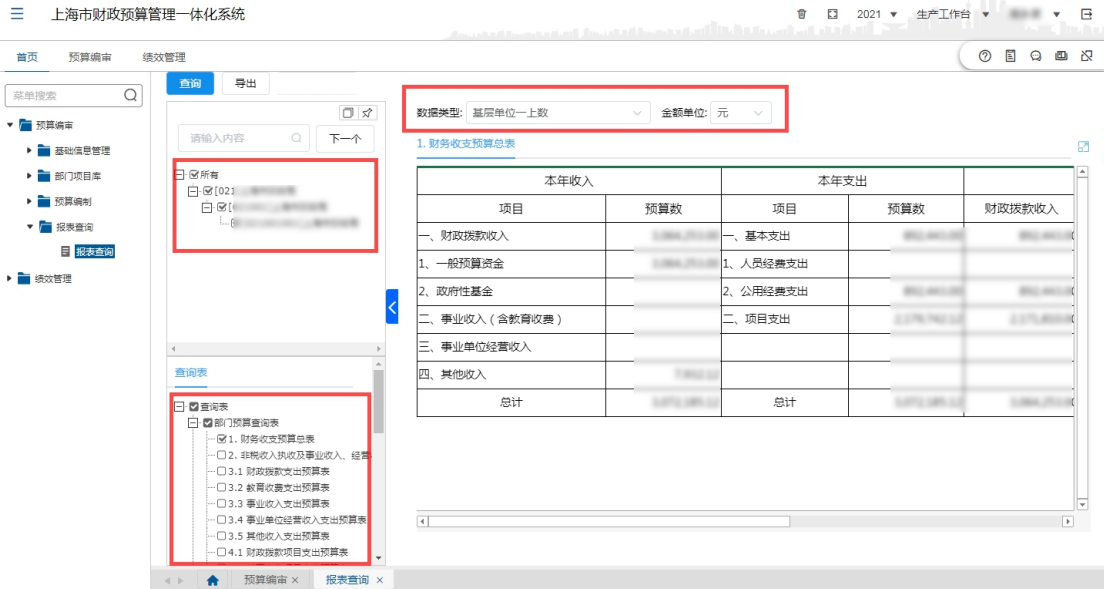 上海市财政预算管理一体化系统
2021
生产工作台
首页 预算编审 绩效管理
菜单搜索
预算编审
基础信息管理
部门项目库
预算编制
报表查询
报表查询
绩效管理
查询 导出
请输入内容 下一个
所有
[021
查询表
查询表
部门预算查询表
1. 财务收支预算总表
2. 非税收入执收及事业收入、经营
3.1 财政拨款支出预算表
3.2 教育收费支出预算表
3.3 事业收入支出预算表
3.4 事业单位经营收入支出预算表
3.5 其他收入支出预算表
4.1 财政拨款项目支出预算表
数据类型: 基层单位一上数 金额单位: 元
1. 财务收支预算总表
本年收入 本年支出
项目 预算数 项目 预算数 财政拨款收入
一、财政拨款收入 一、基本支出
1、一般预算资金 1、人员经费支出
2、政府性基金 2、公用经费支出
二、事业收入（含教育收费） 二、项目支出
三、事业单位经营收入
四、其他收入
总计 总计
预算编审 × 报表查询 ×